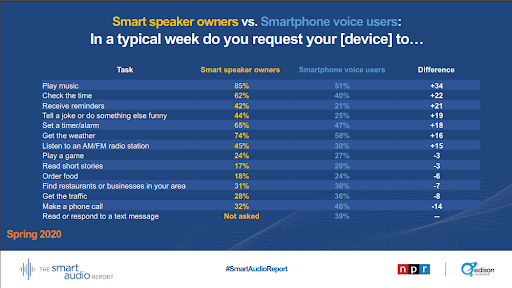 Smart speaker owners vs. Smartphone voice users:
In a typical week do you request your [device] to…
Task Smart speaker owners Smartphone voice users Difference
Play music 85% 51% +34
Check the time 62% 40% +22
Receive reminders 42% 21% +21
Tell a joke or do something else funny 44% 25% +19
Set a timer/alarm 65% 47% +18
Get the weather 74% 58% +16
Listen to an AM/FM radio station 45% 30% +15
Play a game 24% 27% -3
Read short stories 17% 20% -3
Order food 18% 24% -6
Find restaurants or businesses in your area 31% 38% -7
Get the traffic 28% 36% -8
Make a phone call 32% 46% -14
Read or respond to a text message Not asked 39% --
Spring 2020
THE smart audio REPORT
#SmartAudioReport
npr
edison
research